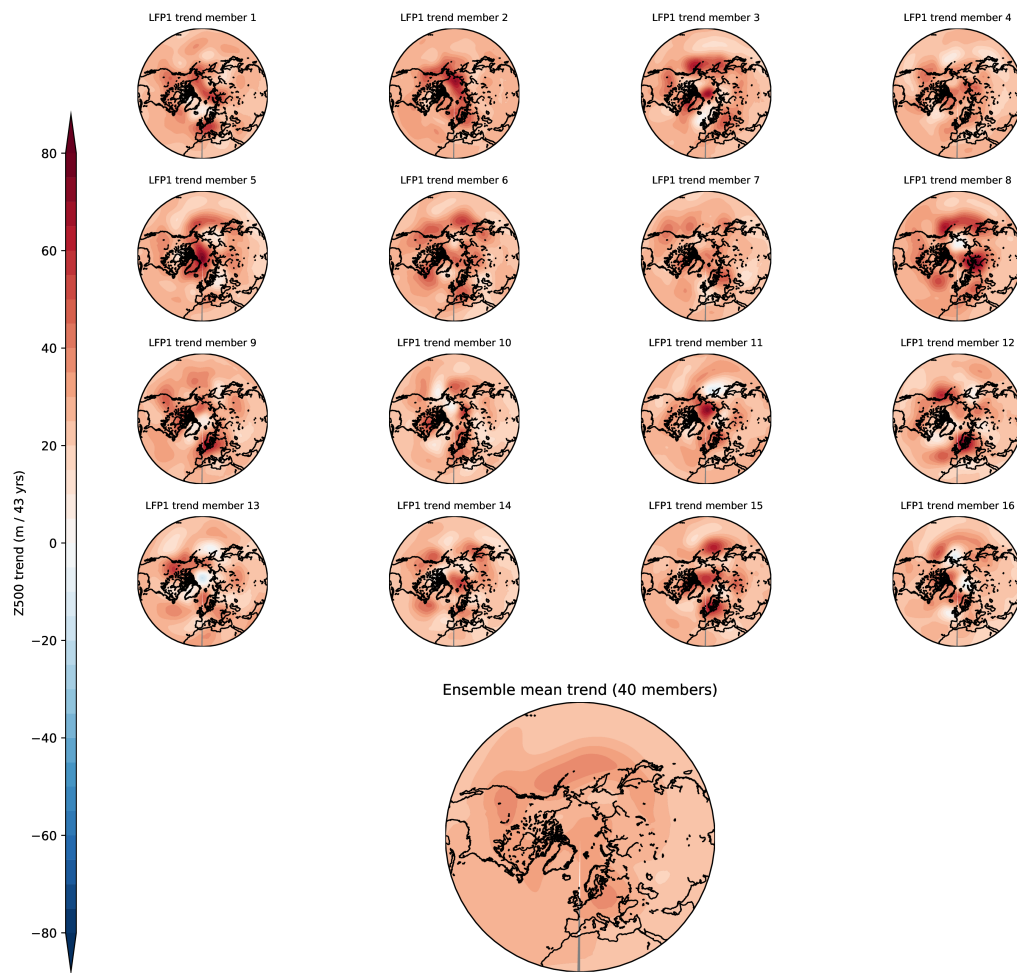 LFP1 trend member 1
LFP1 trend member 2
LFP1 trend member 3
LFP1 trend member 4
LFP1 trend member 5
LFP1 trend member 6
LFP1 trend member 7
LFP1 trend member 8
LFP1 trend member 9
LFP1 trend member 10
LFP1 trend member 11
LFP1 trend member 12
LFP1 trend member 13
LFP1 trend member 14
LFP1 trend member 15
LFP1 trend member 16
Ensemble mean trend (40 members)
80
60
40
20
0
−20
−40
−60
−80
Z500 trend (m / 43 yrs)